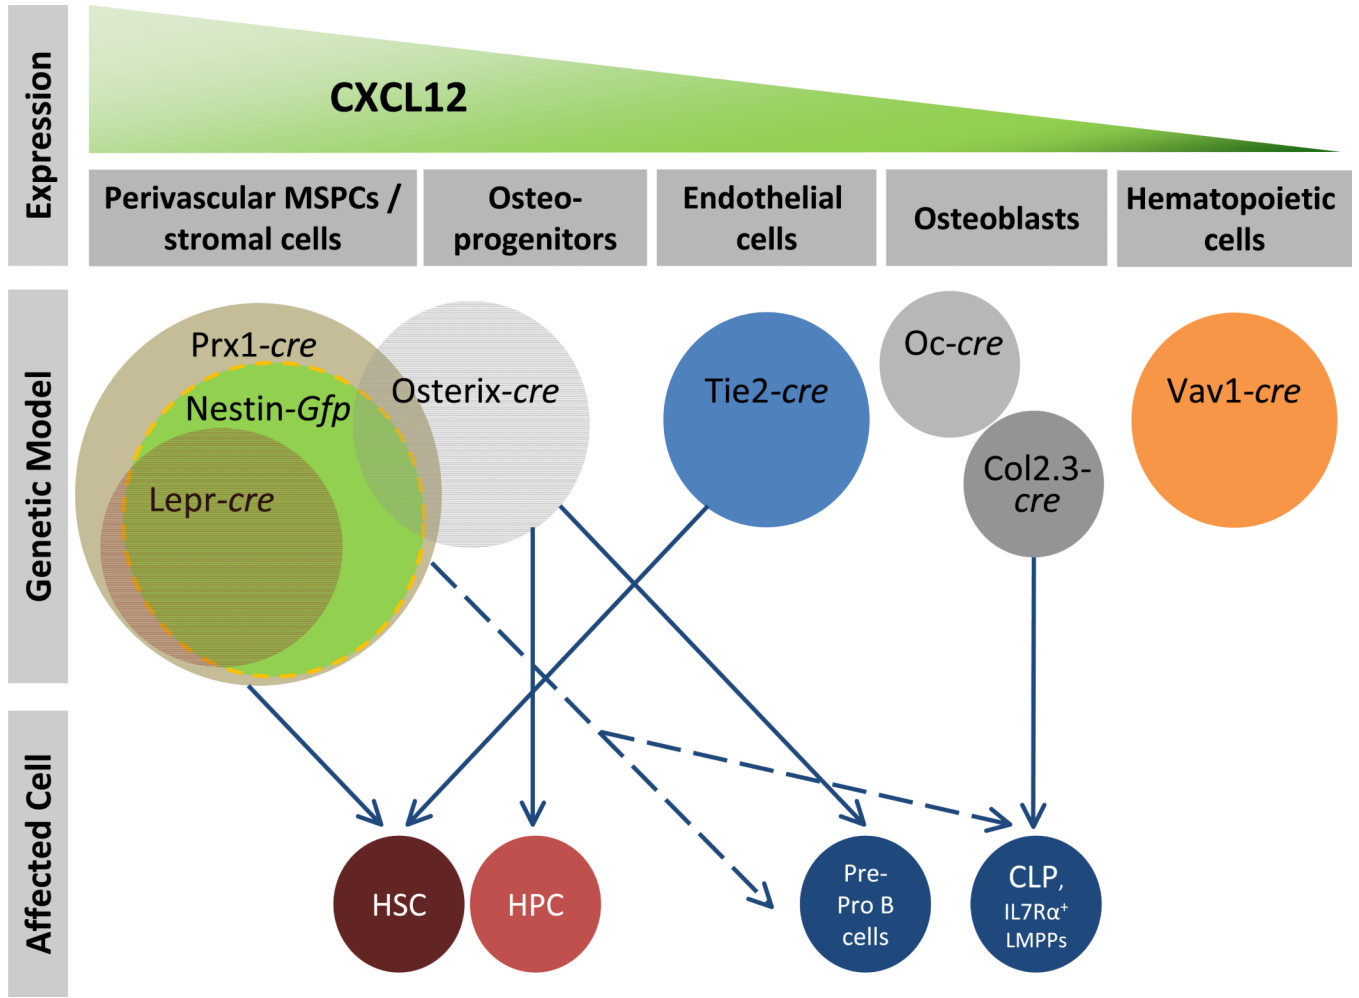 Expression
CXCL12
Perivascular MSPCs /
stromal cells
Osteo-
progenitors
Endothelial
cells
Osteoblasts
Hematopoietic
cells
Genetic Model
Prx1-cre
Nestin-Gfp
Lepr-cre
Osterix-cre
Tie2-cre
Oc-cre
Col2.3-
cre
Vav1-cre
Affected Cell
HSC
HPC
Pre-
Pro B
cells
CLP,
IL7Rα⁺
LMPPs